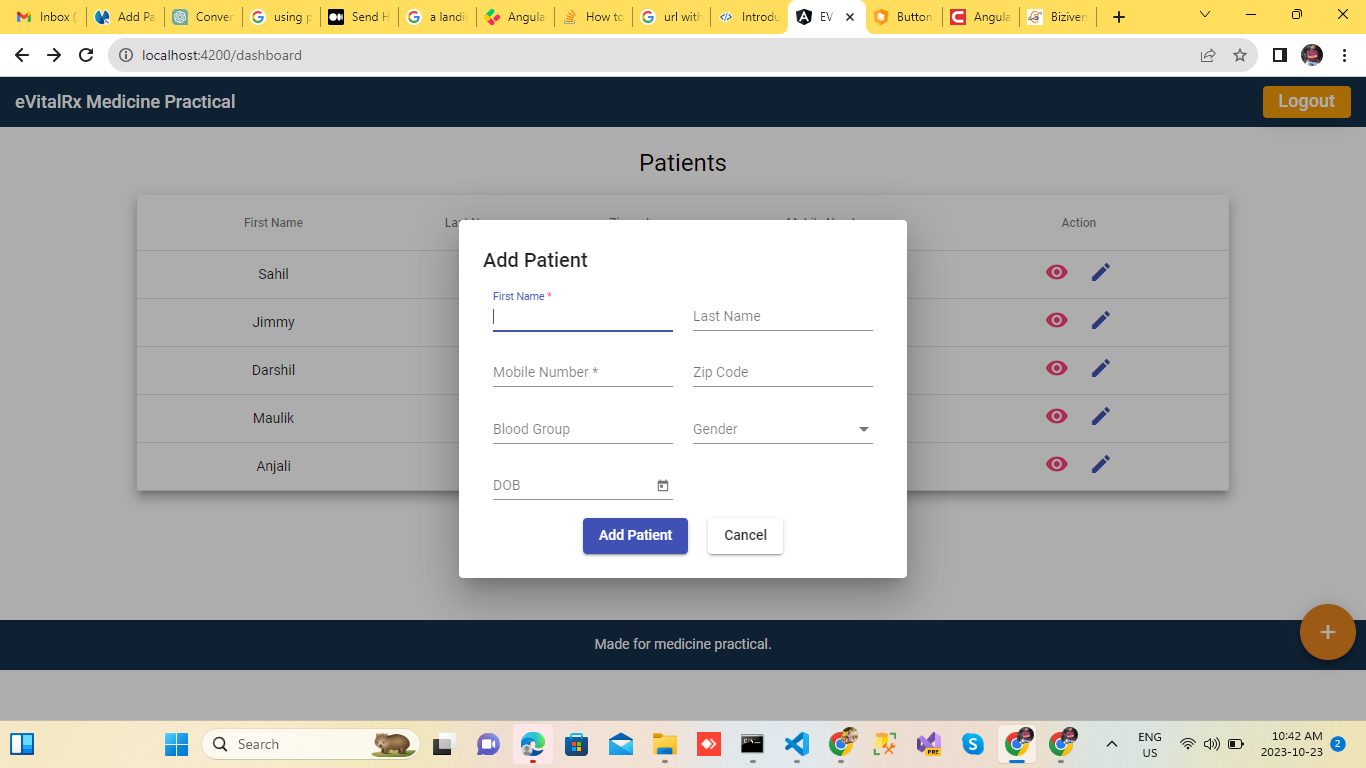 Inbox (
Add Pa
Conver
using p
Send H
a landi
Angula
How to
url with
Introdu
EV
Button
Angula
Biziver
localhost:4200/dashboard
eVitalRx Medicine Practical
Logout
Patients
First Name
Action
Sahil
Jimmy
Darshil
Maulik
Anjali
Add Patient
First Name *
Last Name
Mobile Number *
Zip Code
Blood Group
Gender
DOB
Add Patient
Cancel
+
Made for medicine practical.
Search
PRE
ENG
US
10:42 AM
2023-10-23
2